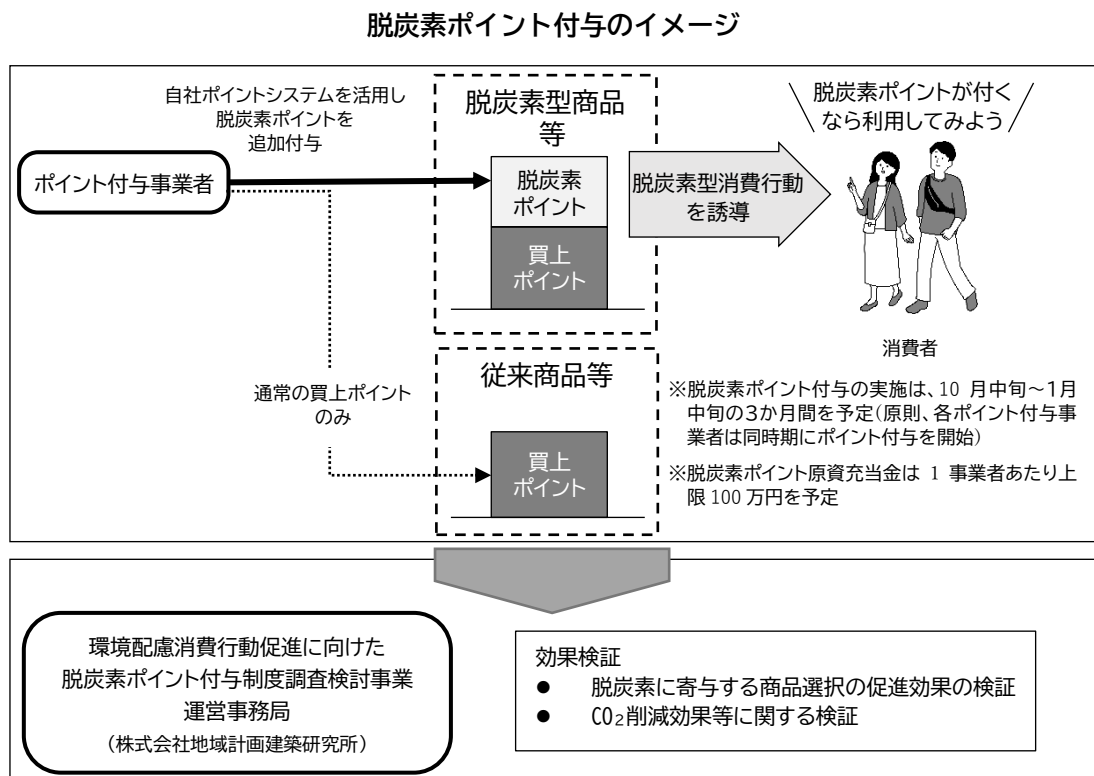 脱炭素ポイント付与のイメージ
自社ポイントシステムを活用し
脱炭素ポイントを
追加付与
ポイント付与事業者
脱炭素型商品
等
脱炭素
ポイント
買上
ポイント
脱炭素型消費行動
を誘導
脱炭素ポイントが付く
なら利用してみよう
消費者
通常の買上ポイント
のみ
従来商品等
買上
ポイント
※脱炭素ポイント付与の実施は、10 月中旬~1月
中旬の3か月間を予定(原則、各ポイント付与事
業者は同時期にポイント付与を開始)
※脱炭素ポイント原資充当金は 1 事業者あたり上
限 100 万円を予定
環境配慮消費行動促進に向けた
脱炭素ポイント付与制度調査検討事業
運営事務局
(株式会社地域計画建築研究所)
効果検証
● 脱炭素に寄与する商品選択の促進効果の検証
● CO₂削減効果等に関する検証